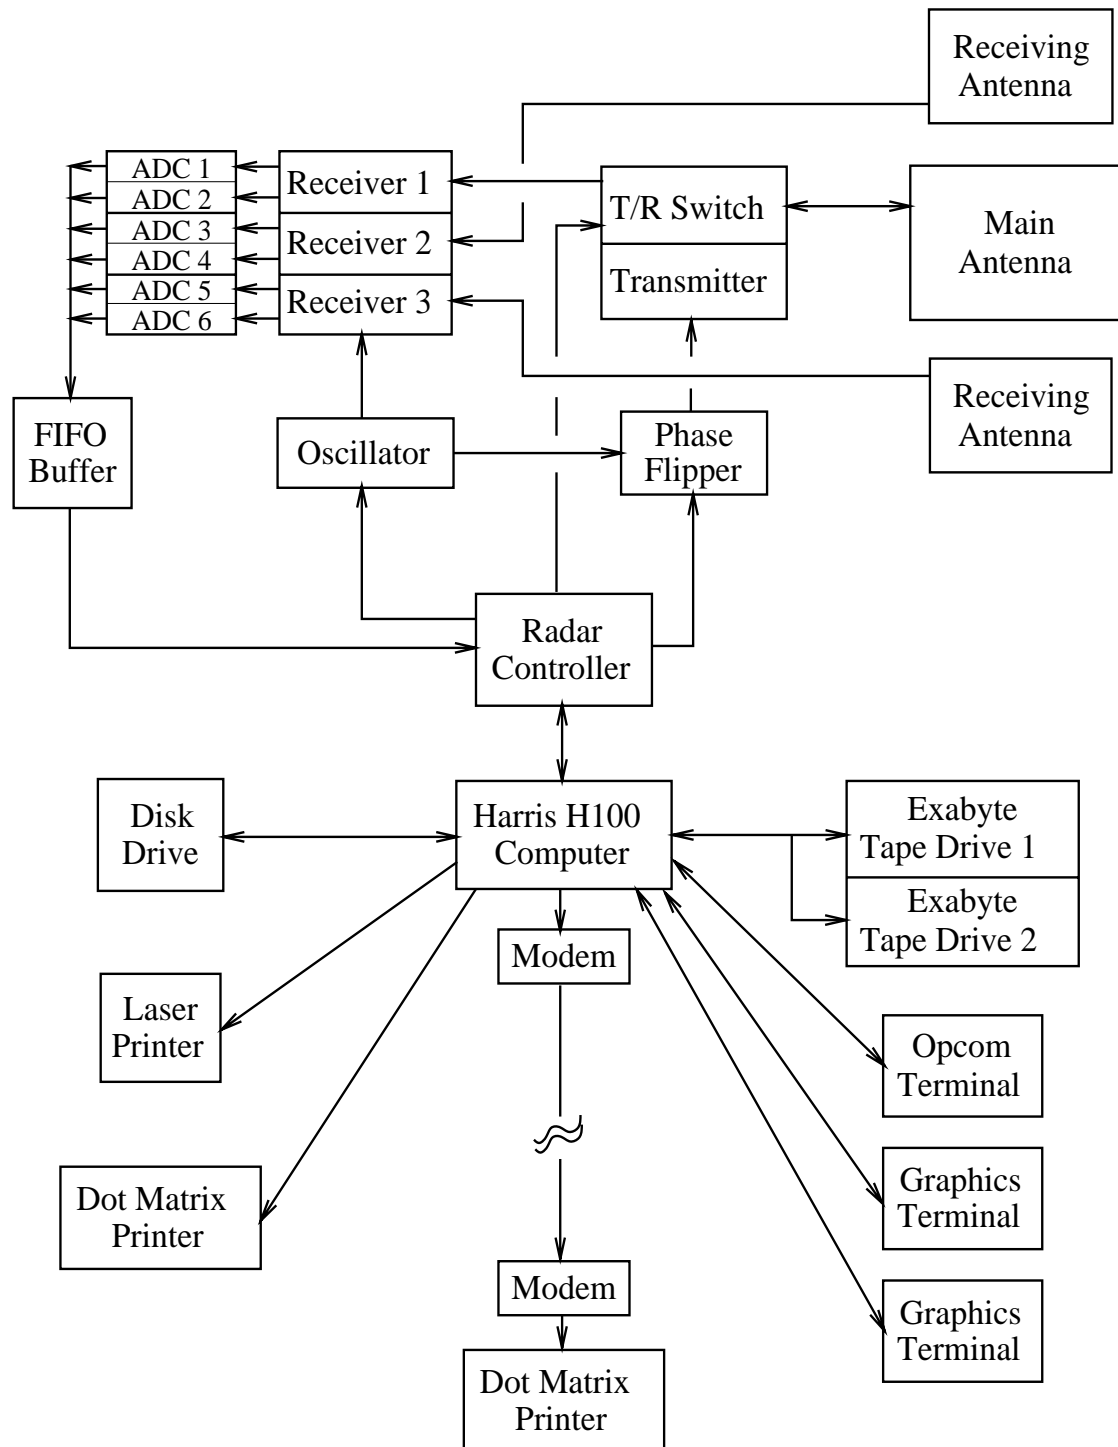 Receiving
Antenna
ADC 1
ADC 2
ADC 3
ADC 4
ADC 5
ADC 6
Receiver 1
Receiver 2
Receiver 3
T/R Switch
Transmitter
Main
Antenna
Receiving
Antenna
FIFO
Buffer
Oscillator
Phase
Flipper
Radar
Controller
Disk
Drive
Harris H100
Computer
Exabyte
Tape Drive 1
Exabyte
Tape Drive 2
Modem
Laser
Printer
Opcom
Terminal
Dot Matrix
Printer
Graphics
Terminal
Modem
Graphics
Terminal
Dot Matrix
Printer